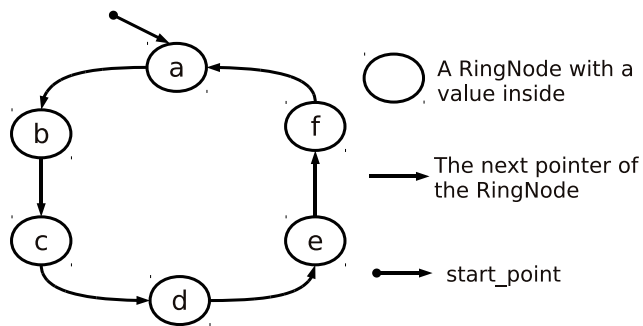 a
b
c
d
e
f
A RingNode with a
value inside
The next pointer of
the RingNode
start_point